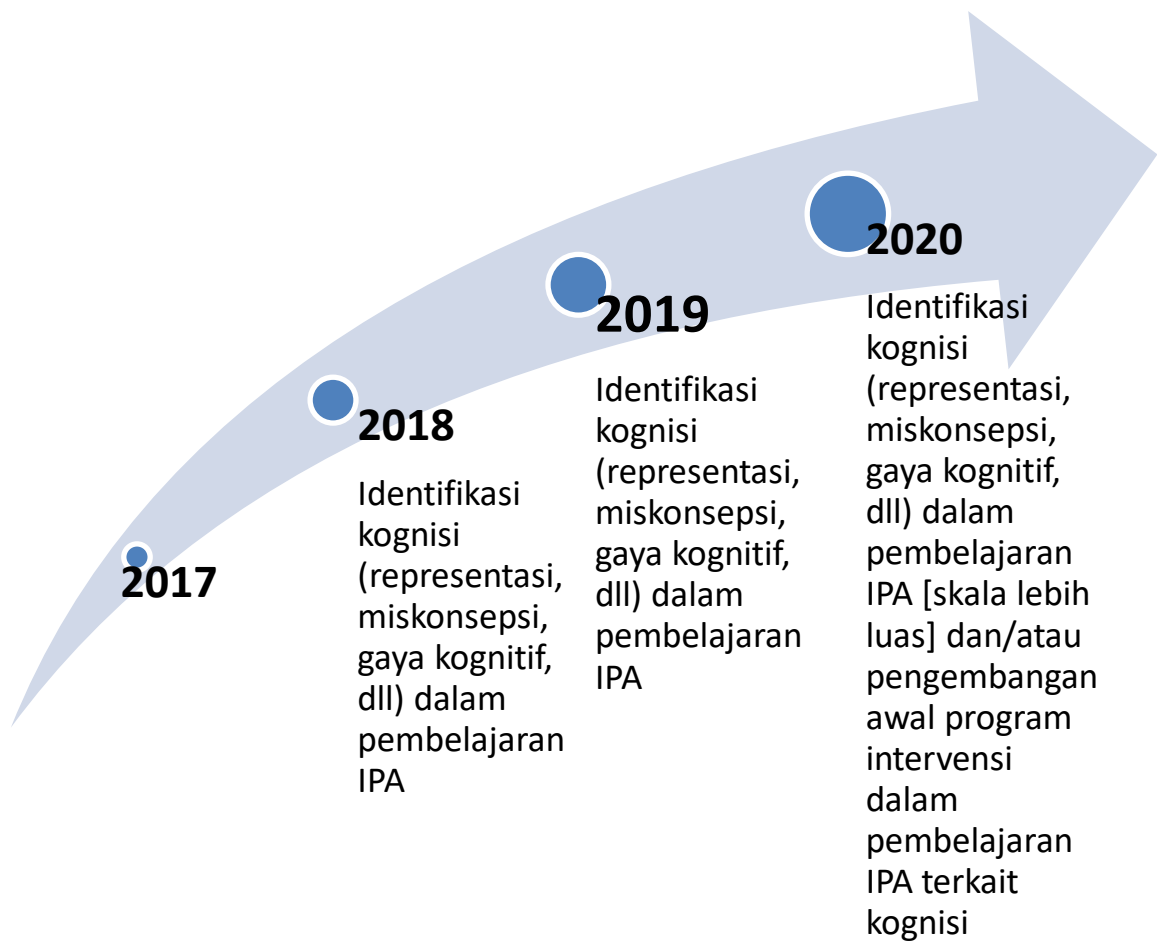 2017
2018
Identifikasi
kognisi
(representasi,
miskonsepsi,
gaya kognitif,
dll) dalam
pembelajaran
IPA
2019
Identifikasi
kognisi
(representasi,
miskonsepsi,
gaya kognitif,
dll) dalam
pembelajaran
IPA
2020
Identifikasi
kognisi
(representasi,
miskonsepsi,
gaya kognitif,
dll) dalam
pembelajaran
IPA [skala lebih
luas] dan/atau
pengembangan
awal program
intervensi
dalam
pembelajaran
IPA terkait
kognisi